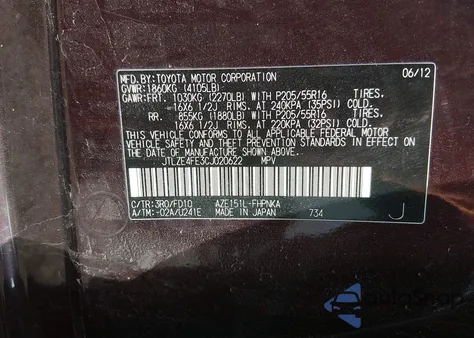 MFD.BY: TOYOTA MOTOR CORPORATION 06/12
GVWR: 1860KG (4105LB)
GAWR: FRT. 1030KG (2270LB) WITH P205/55R16 TIRES,
16X6 1/2J RIMS, AT 240KPA (35PSI) COLD.
RR. 855KG (1880LB) WITH P205/55R16 TIRES,
16X6 1/2J RIMS, AT 220KPA (32PSI) COLD.
THIS VEHICLE CONFORMS TO ALL APPLICABLE FEDERAL MOTOR
VEHICLE SAFETY AND THEFT PREVENTION STANDARDS IN
EFFECT ON THE DATE OF MANUFACTURE SHOWN ABOVE.
JTLZE4FE3CJ020622 MPV
C/TR: 3R0/FD10 AZE151L-FHPNKA
A/TM: -02A/U241E MADE IN JAPAN 734 J
AutoSnap